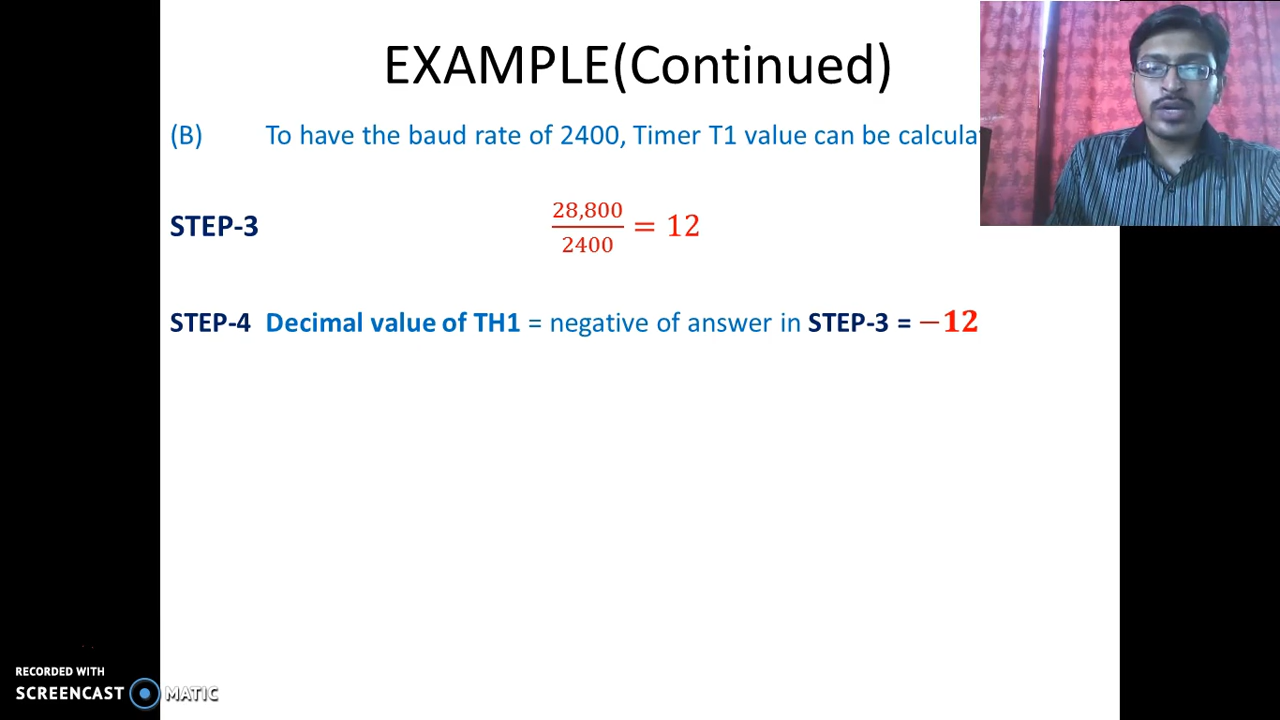 EXAMPLE(Continued)
(B) To have the baud rate of 2400, Timer T1 value can be
STEP-3 28,800/2400 = 12
STEP-4 Decimal value of TH1 = negative of answer in STEP-3 = −12
RECORDED WITH
SCREENCAST MATIC